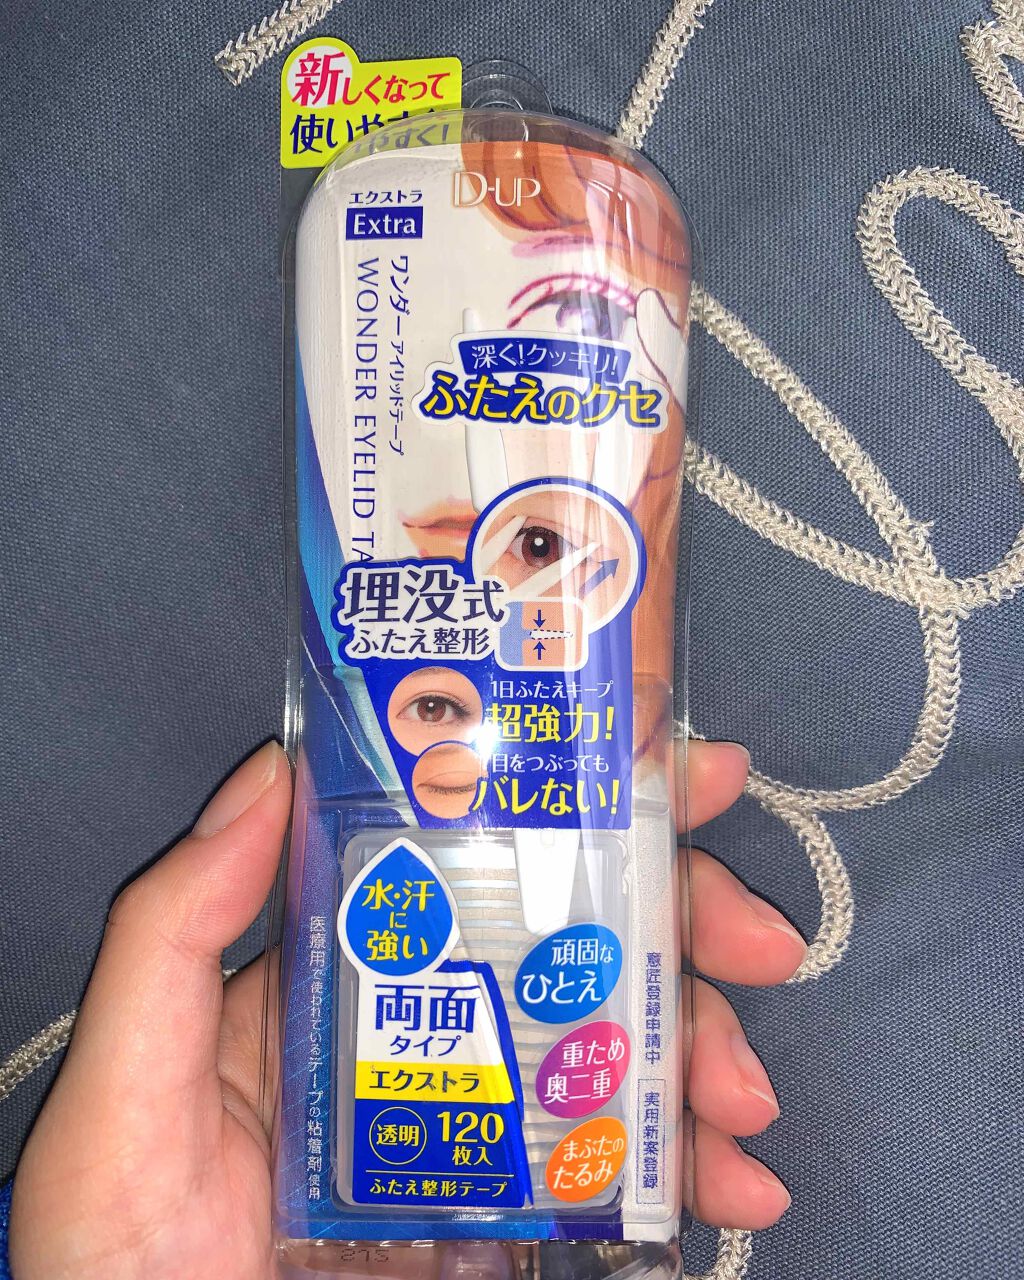 新しくなって
使いやすく!
D-UP
エクストラ
Extra
ワンダーアイリッドテープ
WONDER EYELID TA
深く!クッキリ!
ふたえのクセ
埋没式
ふたえ整形
1日ふたえキープ
超強力!
目をつぶっても
バレない!
水・汗
に
強い
両面
タイプ
エクストラ
透明
120
枚入
ふたえ整形テープ
頑固な
ひとえ
重ため
奥二重
まぶたの
たるみ
医療用で使われているテープの粘着剤使用
意匠登録申請中
実用新案登録